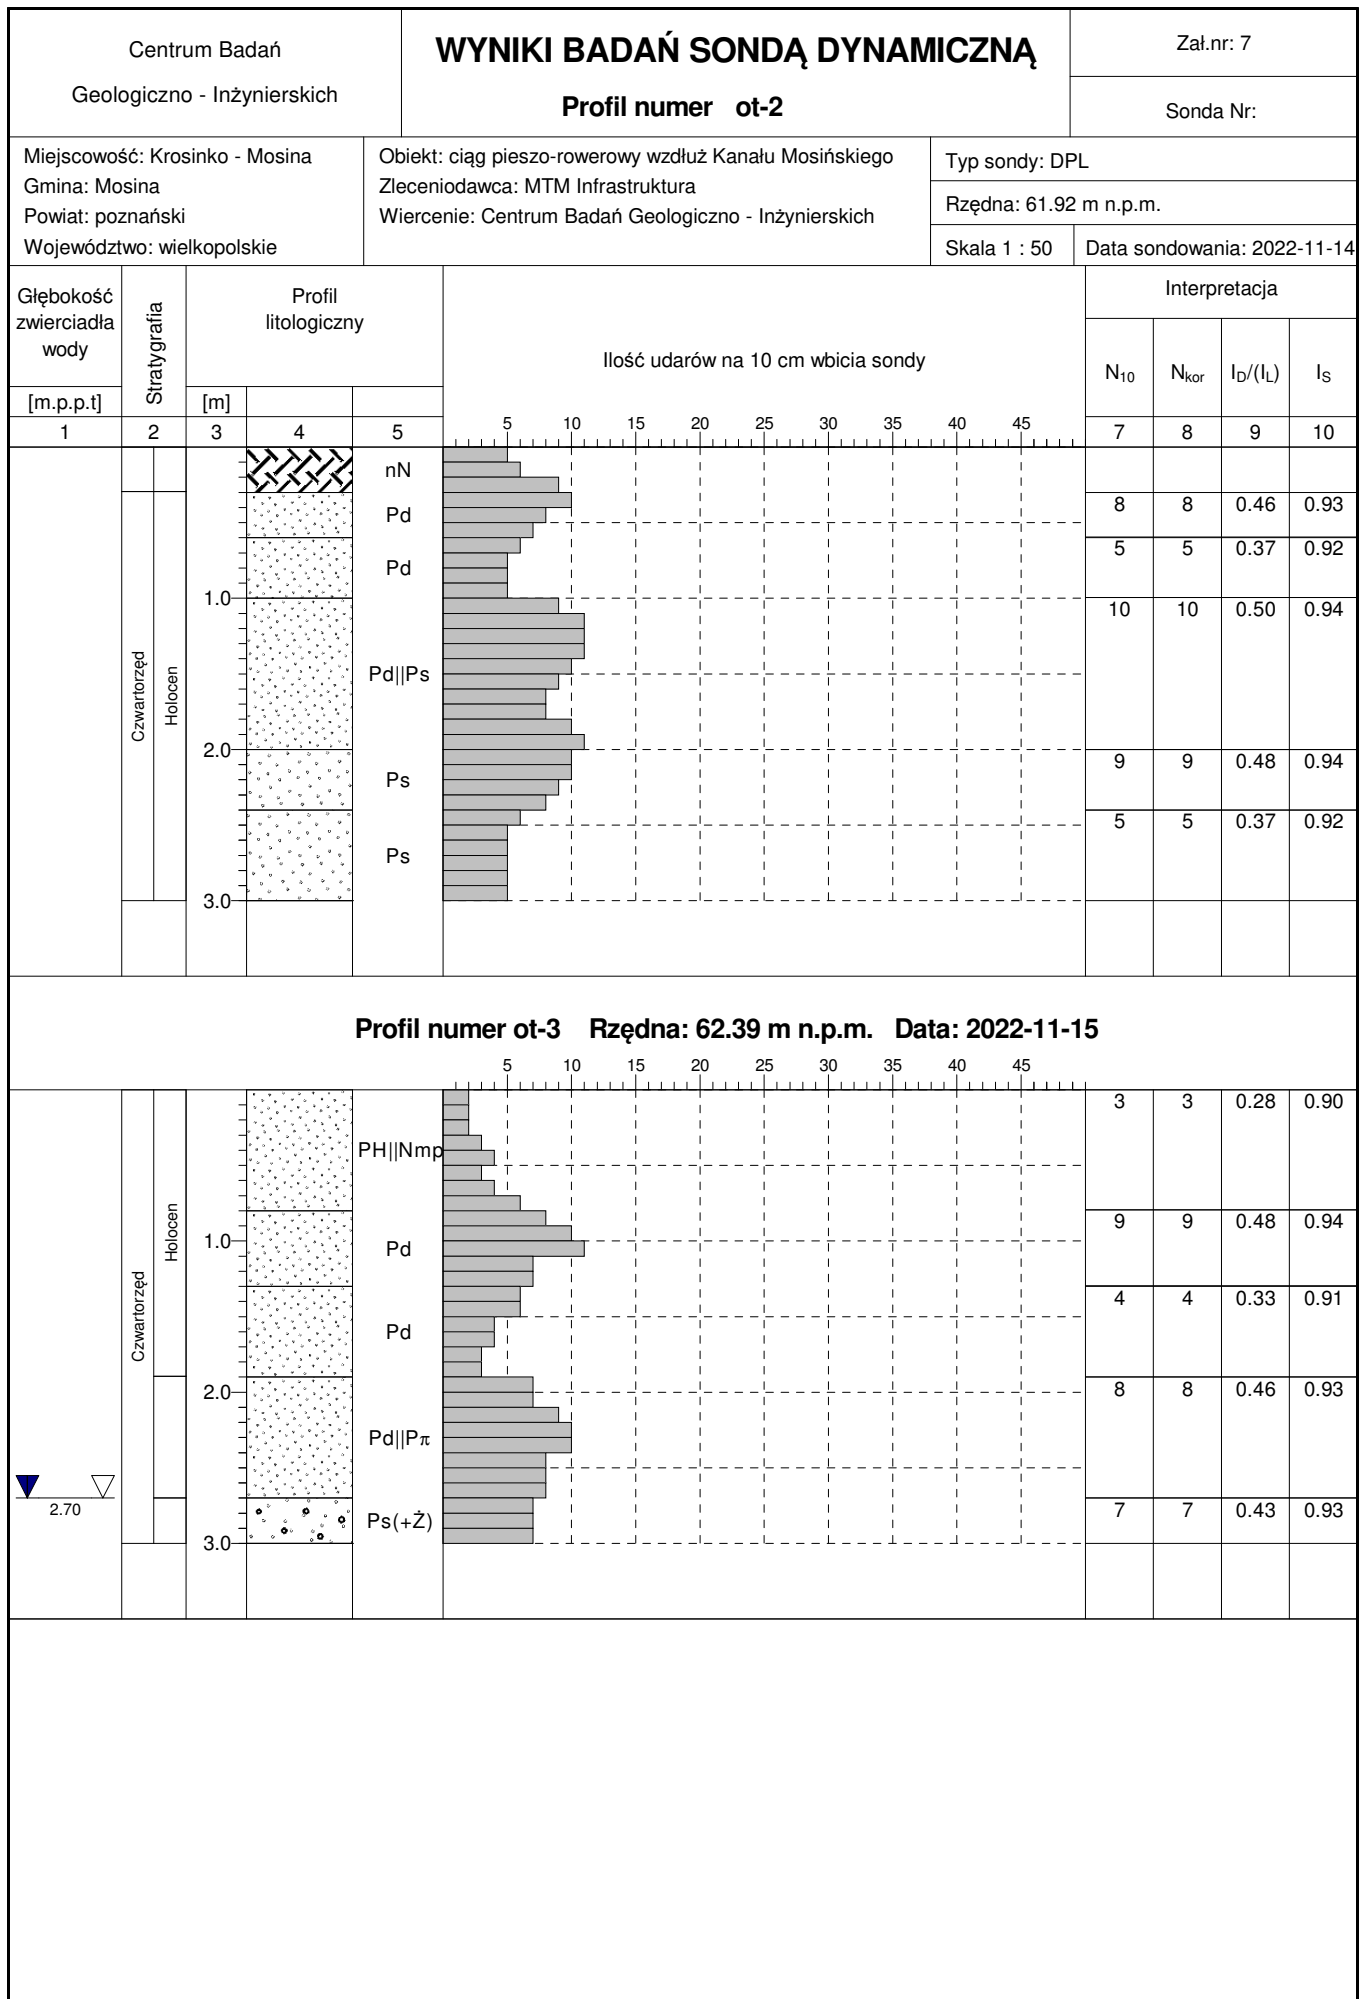 Centrum Badań
Geologiczno - Inżynierskich
WYNIKI BADAŃ SONDĄ DYNAMICZNĄ
Profil numer ot-2
Zał.nr: 7
Sonda Nr:
Miejscowość: Krosinko - Mosina
Gmina: Mosina
Powiat: poznański
Województwo: wielkopolskie
Obiekt: ciąg pieszo-rowerowy wzdłuż Kanału Mosińskiego
Zleceniodawca: MTM Infrastruktura
Wiercenie: Centrum Badań Geologiczno - Inżynierskich
Typ sondy: DPL
Rzędna: 61.92 m n.p.m.
Skala 1 : 50
Data sondowania: 2022-11-14
Głębokość
zwierciadła
wody
[m.p.p.t]
Stratygrafia
Profil
litologiczny
[m]
Ilość udarów na 10 cm wbicia sondy
Interpretacja
N10 Nkor ID/(IL) IS
5 10 15 20 25 30 35 40 45
1 2 3 4 5 7 8 9 10
nN
Pd 8 8 0.46 0.93
Pd 5 5 0.37 0.92
1.0 10 10 0.50 0.94
Pd||Ps
Czwartorzęd
Holocen
2.0 9 9 0.48 0.94
Ps
5 5 0.37 0.92
Ps
3.0
Profil numer ot-3 Rzędna: 62.39 m n.p.m. Data: 2022-11-15
5 10 15 20 25 30 35 40 45
3 3 0.28 0.90
PH||Nmp
Holocen
9 9 0.48 0.94
1.0 Pd
Czwartorzęd
4 4 0.33 0.91
Pd
2.0 8 8 0.46 0.93
Pd||Pπ
2.70
7 7 0.43 0.93
Ps(+Ż)
3.0